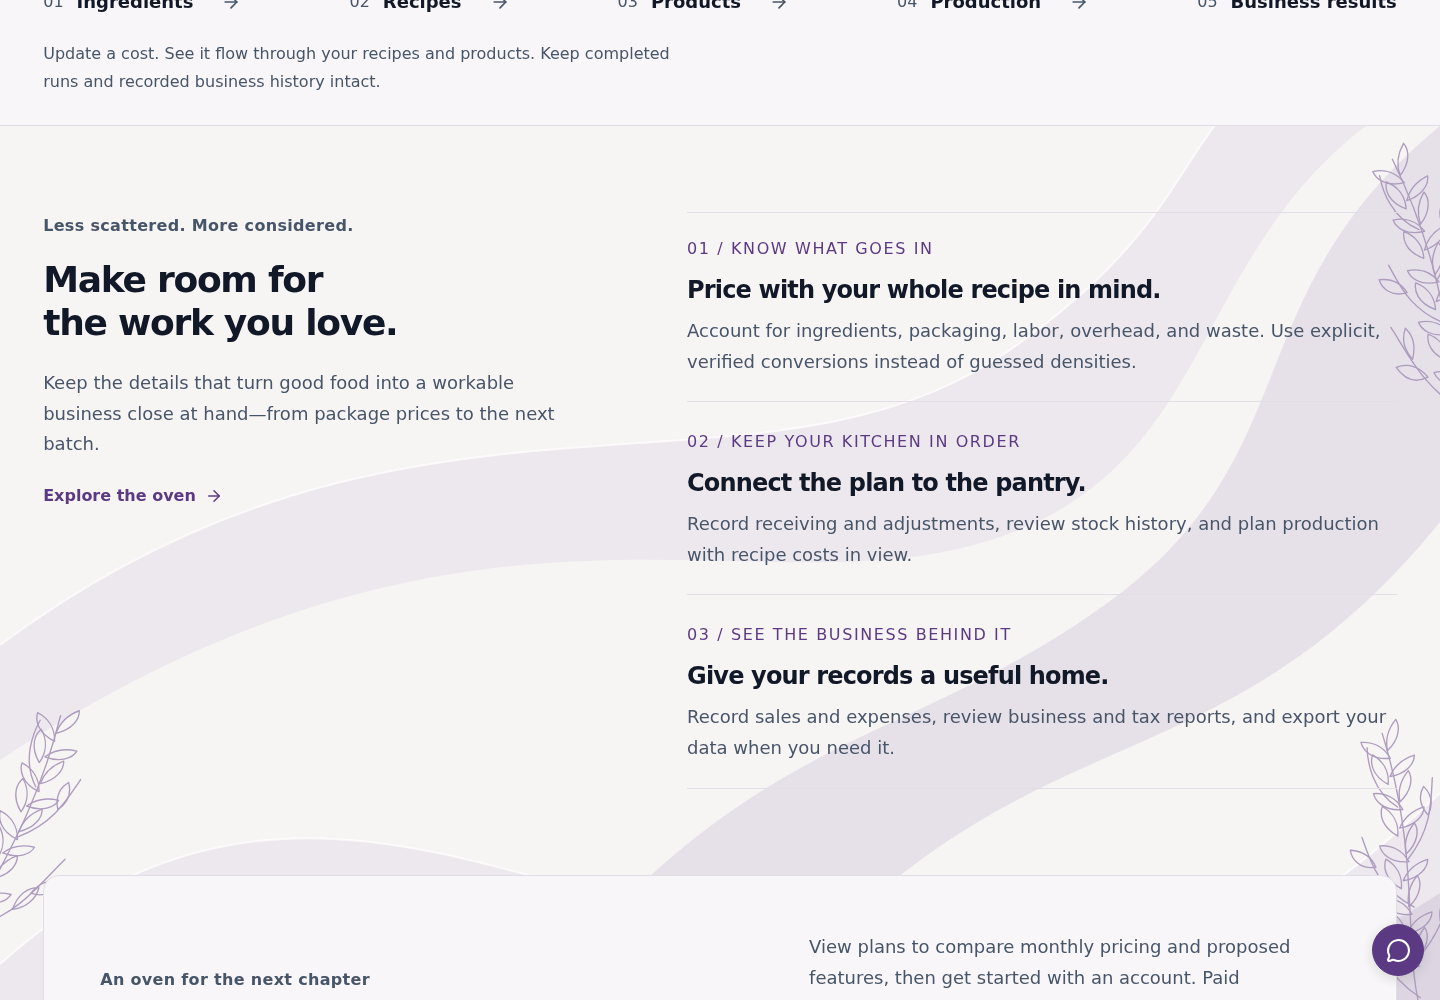 01 Ingredients → 02 Recipes → 03 Products → 04 Production → 05 Business results
Update a cost. See it flow through your recipes and products. Keep completed
runs and recorded business history intact.
Less scattered. More considered.
Make room for
the work you love.
Keep the details that turn good food into a workable
business close at hand—from package prices to the next
batch.
Explore the oven →
01 / KNOW WHAT GOES IN
Price with your whole recipe in mind.
Account for ingredients, packaging, labor, overhead, and waste. Use explicit,
verified conversions instead of guessed densities.
02 / KEEP YOUR KITCHEN IN ORDER
Connect the plan to the pantry.
Record receiving and adjustments, review stock history, and plan production
with recipe costs in view.
03 / SEE THE BUSINESS BEHIND IT
Give your records a useful home.
Record sales and expenses, review business and tax reports, and export your
data when you need it.
An oven for the next chapter
View plans to compare monthly pricing and proposed
features, then get started with an account. Paid